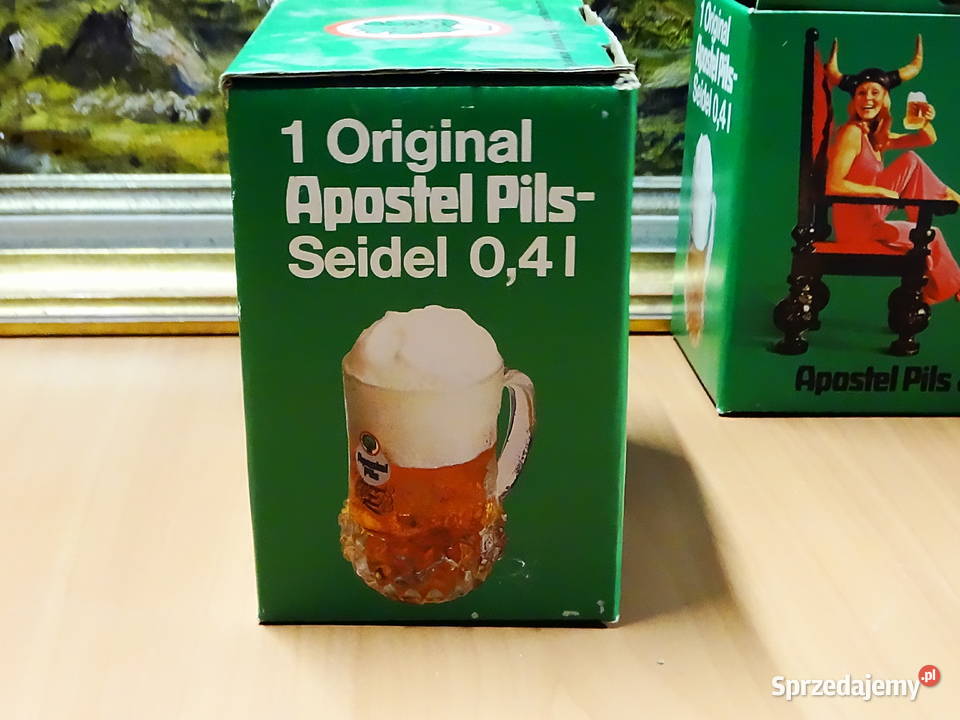 1 Original
Apostel Pils-
Seidel 0,4 l
1 Original
Apostel Pils-
Seidel 0,4 l
Apostel Pils
Sprzedajemy.pl